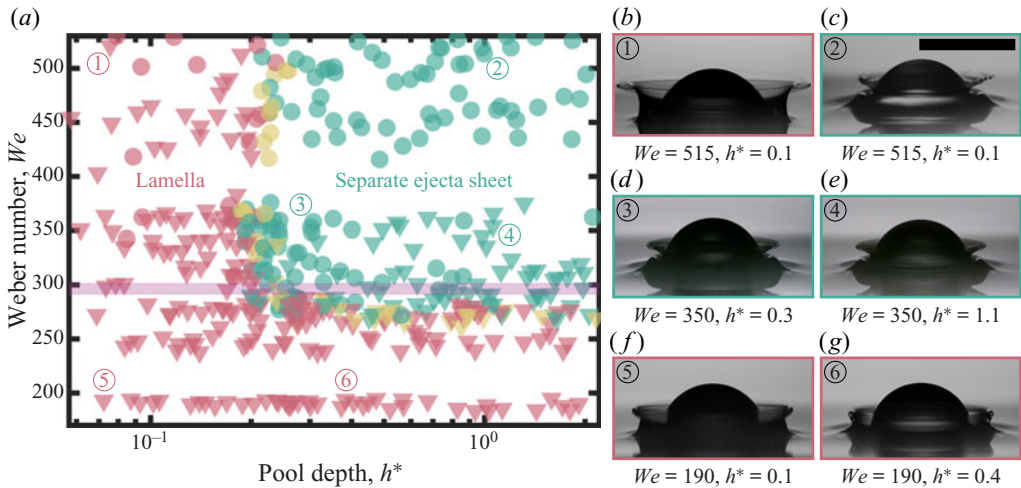 (a)
Weber number, We
500
450
400
350
300
250
200
10⁻¹
10⁰
Pool depth, h*
Lamella
Separate ejecta sheet
①
②
③
④
⑤
⑥
(b)
①
We = 515, h* = 0.1
(c)
②
We = 515, h* = 0.1
(d)
③
We = 350, h* = 0.3
(e)
④
We = 350, h* = 1.1
(f)
⑤
We = 190, h* = 0.1
(g)
⑥
We = 190, h* = 0.4